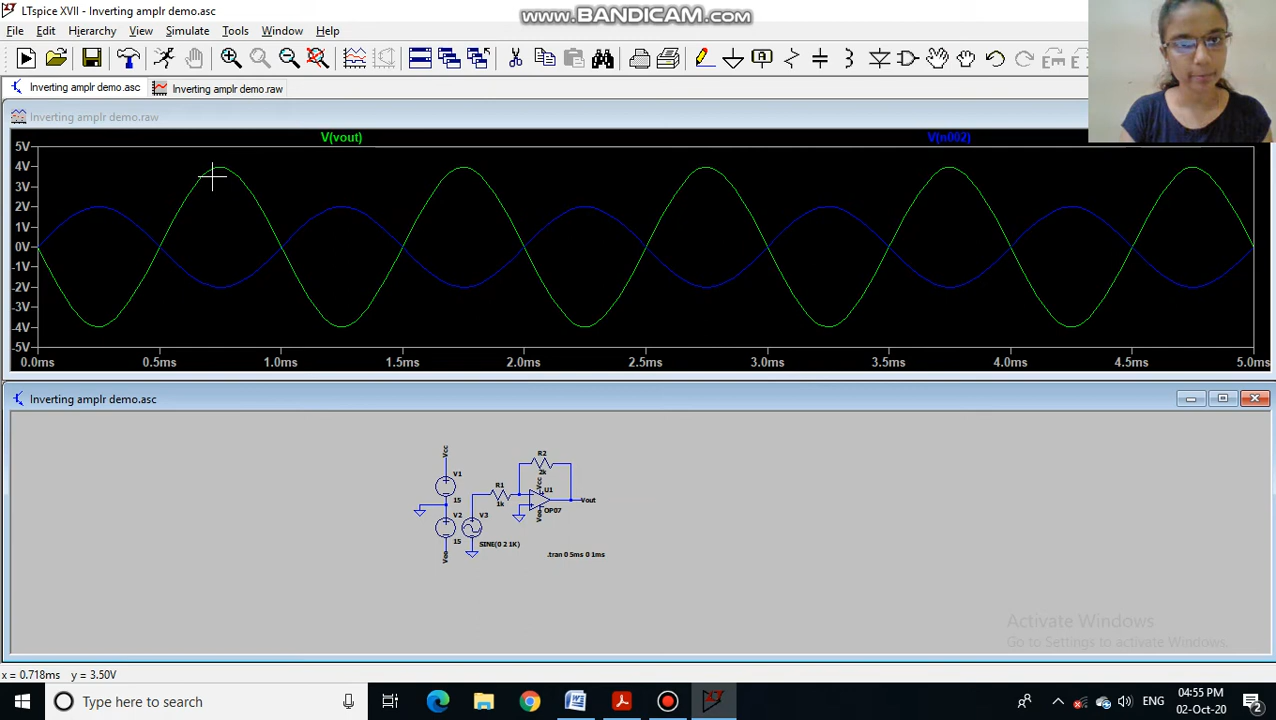 LTspice XVII - Inverting amplr demo.asc
www.BANDICAM.com
File Edit Hierarchy View Simulate Tools Window Help
Inverting amplr demo.asc Inverting amplr demo.raw
Inverting amplr demo.raw
V(vout) V(n002)
5V
4V
3V
2V
1V
0V
-1V
-2V
-3V
-4V
-5V
0.0ms 0.5ms 1.0ms 1.5ms 2.0ms 2.5ms 3.0ms 3.5ms 4.0ms 4.5ms 5.0ms
Inverting amplr demo.asc
Vcc
R2
2k
V1
Vcc
R1
U1
15
1k
Vout
OP07
V2
V3
15
SINE(0 2 1K)
.tran 0 5ms 0 1ms
Activate Windows
Go to Settings to activate Windows.
x = 0.718ms y = 3.50V
Type here to search
ENG
04:55 PM
02-Oct-20
2